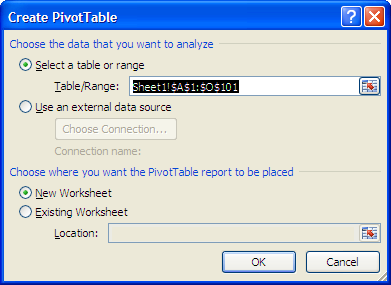 Create PivotTable
Choose the data that you want to analyze
Select a table or range
Table/Range: Sheet1!$A$1:$O$101
Use an external data source
Choose Connection...
Connection name:
Choose where you want the PivotTable report to be placed
New Worksheet
Existing Worksheet
Location:
OK Cancel